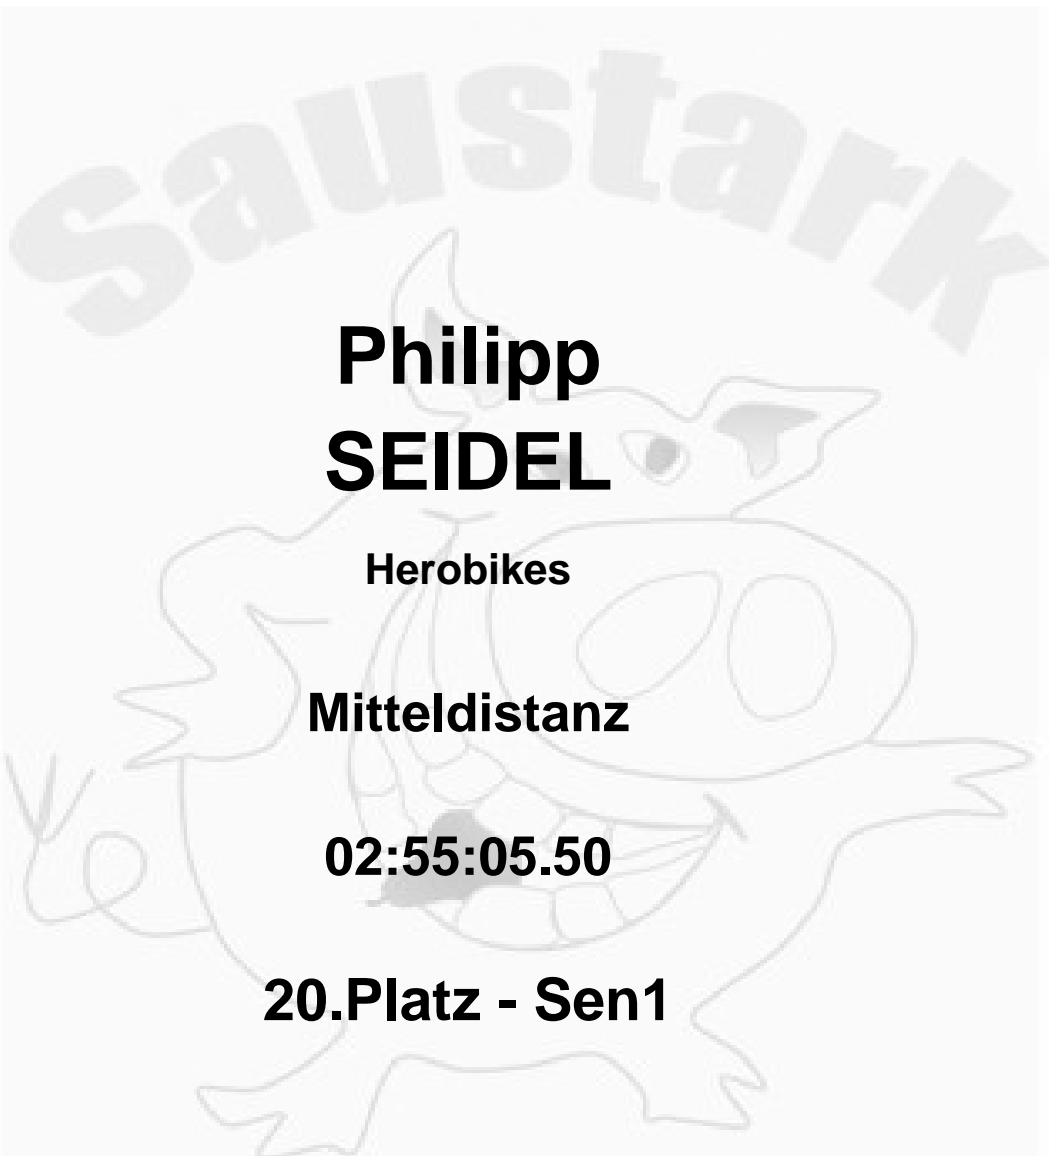 Saustark
Philipp
SEIDEL
Herobikes
Mitteldistanz
02:55:05.50
20.Platz - Sen1